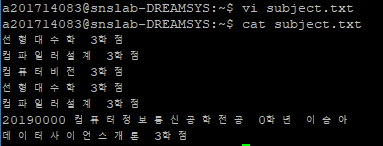 a201714083@snslab-DREAMSYS:~$ vi subject.txt
a201714083@snslab-DREAMSYS:~$ cat subject.txt
선형대수학 3학점
컴파일러설계 3학점
컴퓨터비전 3학점
선형대수학 3학점
컴파일러설계 3학점
20190000 컴퓨터정보통신공학전공 0학년 이승아
데이터사이언스개론 3학점